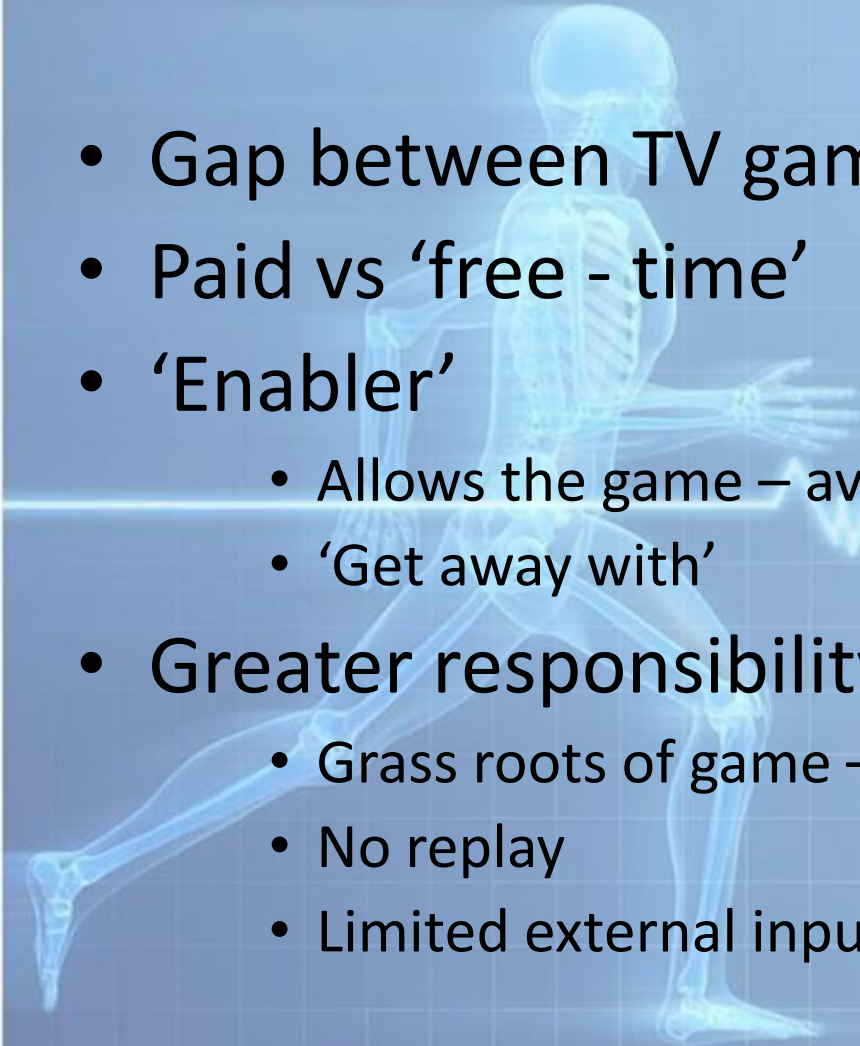 • Gap between TV gam
• Paid vs ‘free - time’
• ‘Enabler’
• Allows the game – av
• ‘Get away with’
• Greater responsibilit
• Grass roots of game -
• No replay
• Limited external inpu